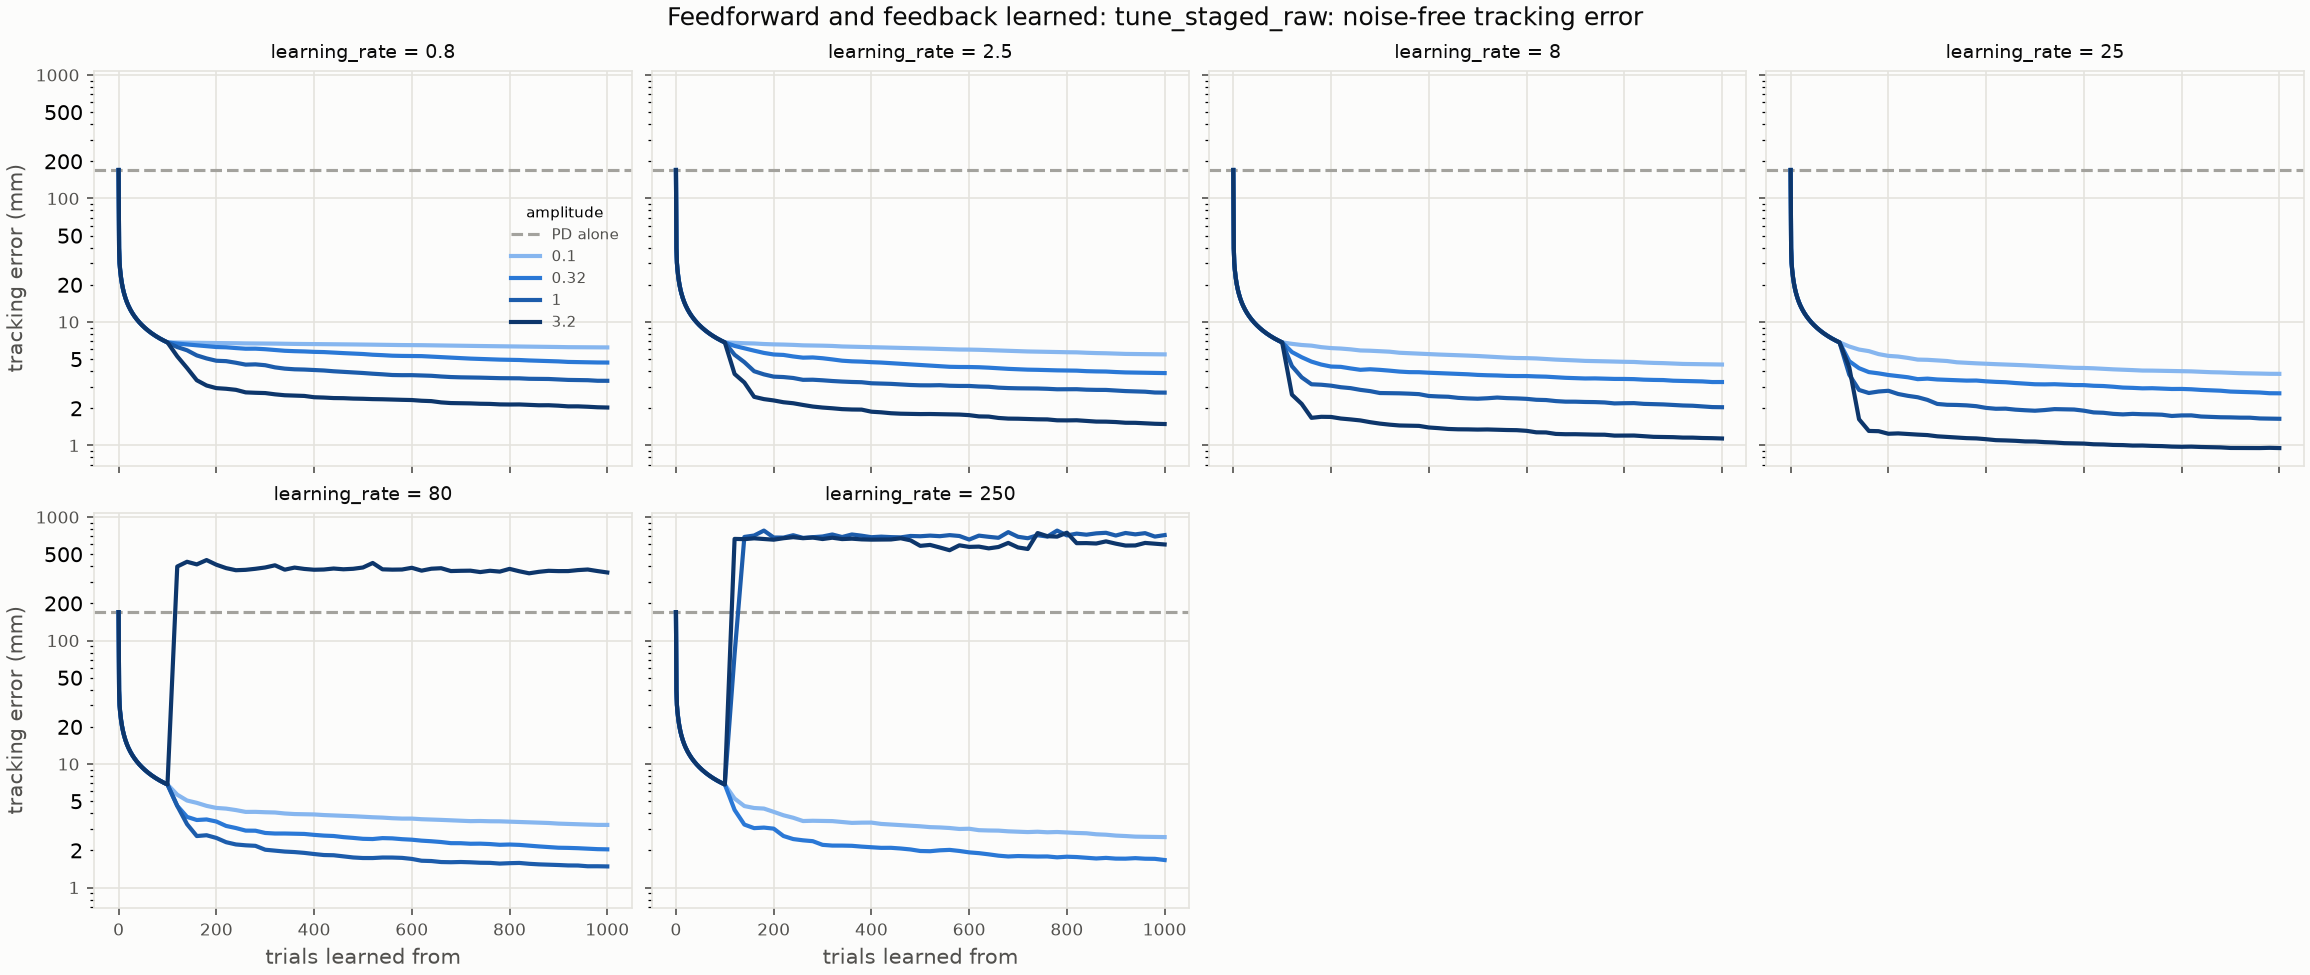 Feedforward and feedback learned: tune_staged_raw: noise-free tracking error
learning_rate = 0.8
learning_rate = 2.5
learning_rate = 8
learning_rate = 25
1000
500
200
100
50
20
10
5
2
1
tracking error (mm)
amplitude
PD alone
0.1
0.32
1
3.2
learning_rate = 80
learning_rate = 250
1000
500
200
100
50
20
10
5
2
1
tracking error (mm)
0 200 400 600 800 1000
0 200 400 600 800 1000
trials learned from
trials learned from